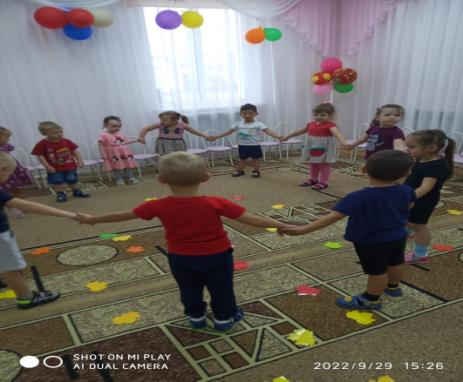 SHOT ON MI PLAY
AI DUAL CAMERA
2022/9/29 15:26